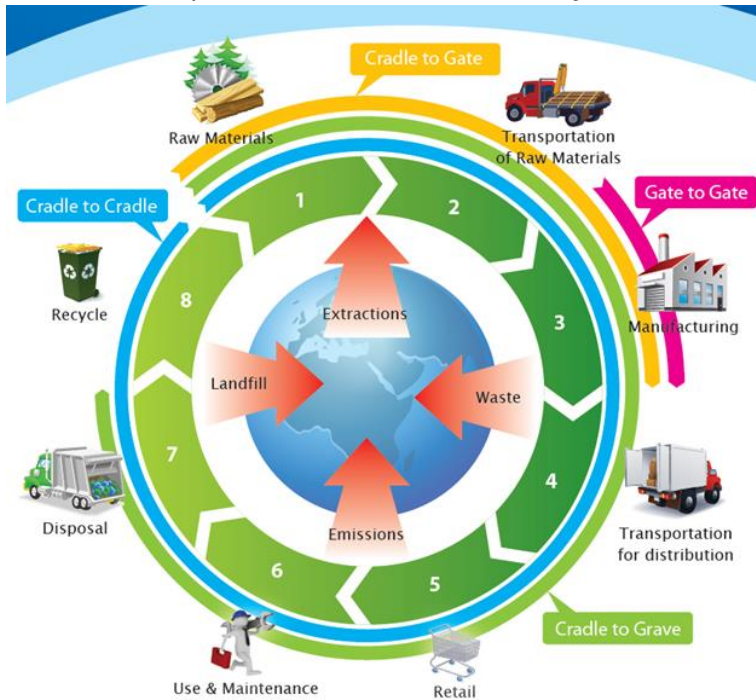 Cradle to Gate
Raw Materials
Transportation
of Raw Materials
Cradle to Cradle
Gate to Gate
1
2
Recycle
8
Extractions
3
Manufacturing
Landfill
Waste
7
4
Disposal
Emissions
Transportation
for distribution
6
5
Cradle to Grave
Use & Maintenance
Retail